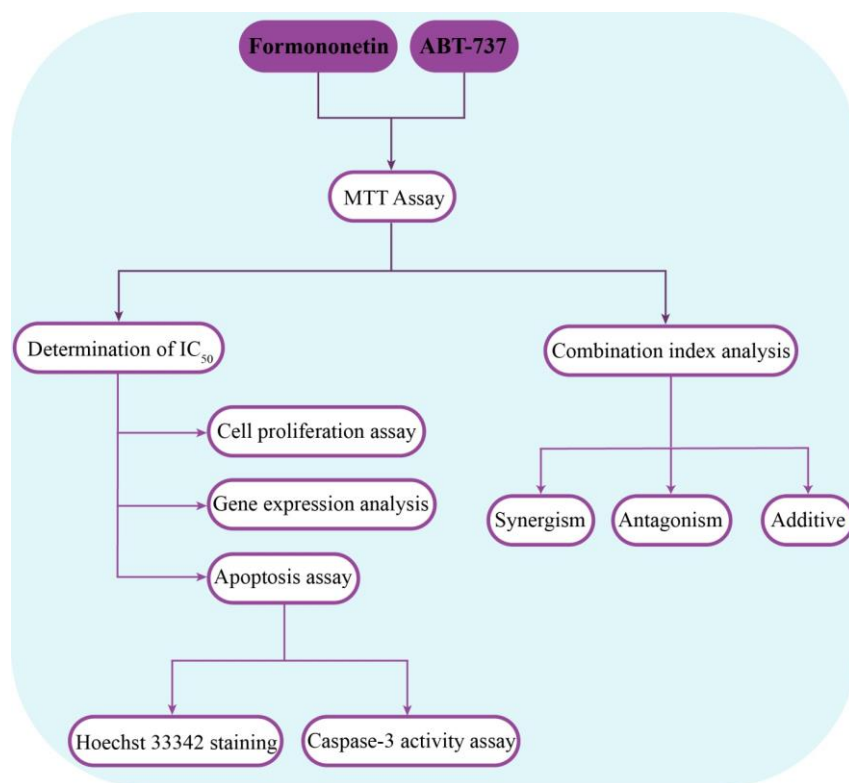 Formononetin
ABT-737
MTT Assay
Determination of IC₅₀
Combination index analysis
Cell proliferation assay
Gene expression analysis
Synergism
Antagonism
Additive
Apoptosis assay
Hoechst 33342 staining
Caspase-3 activity assay